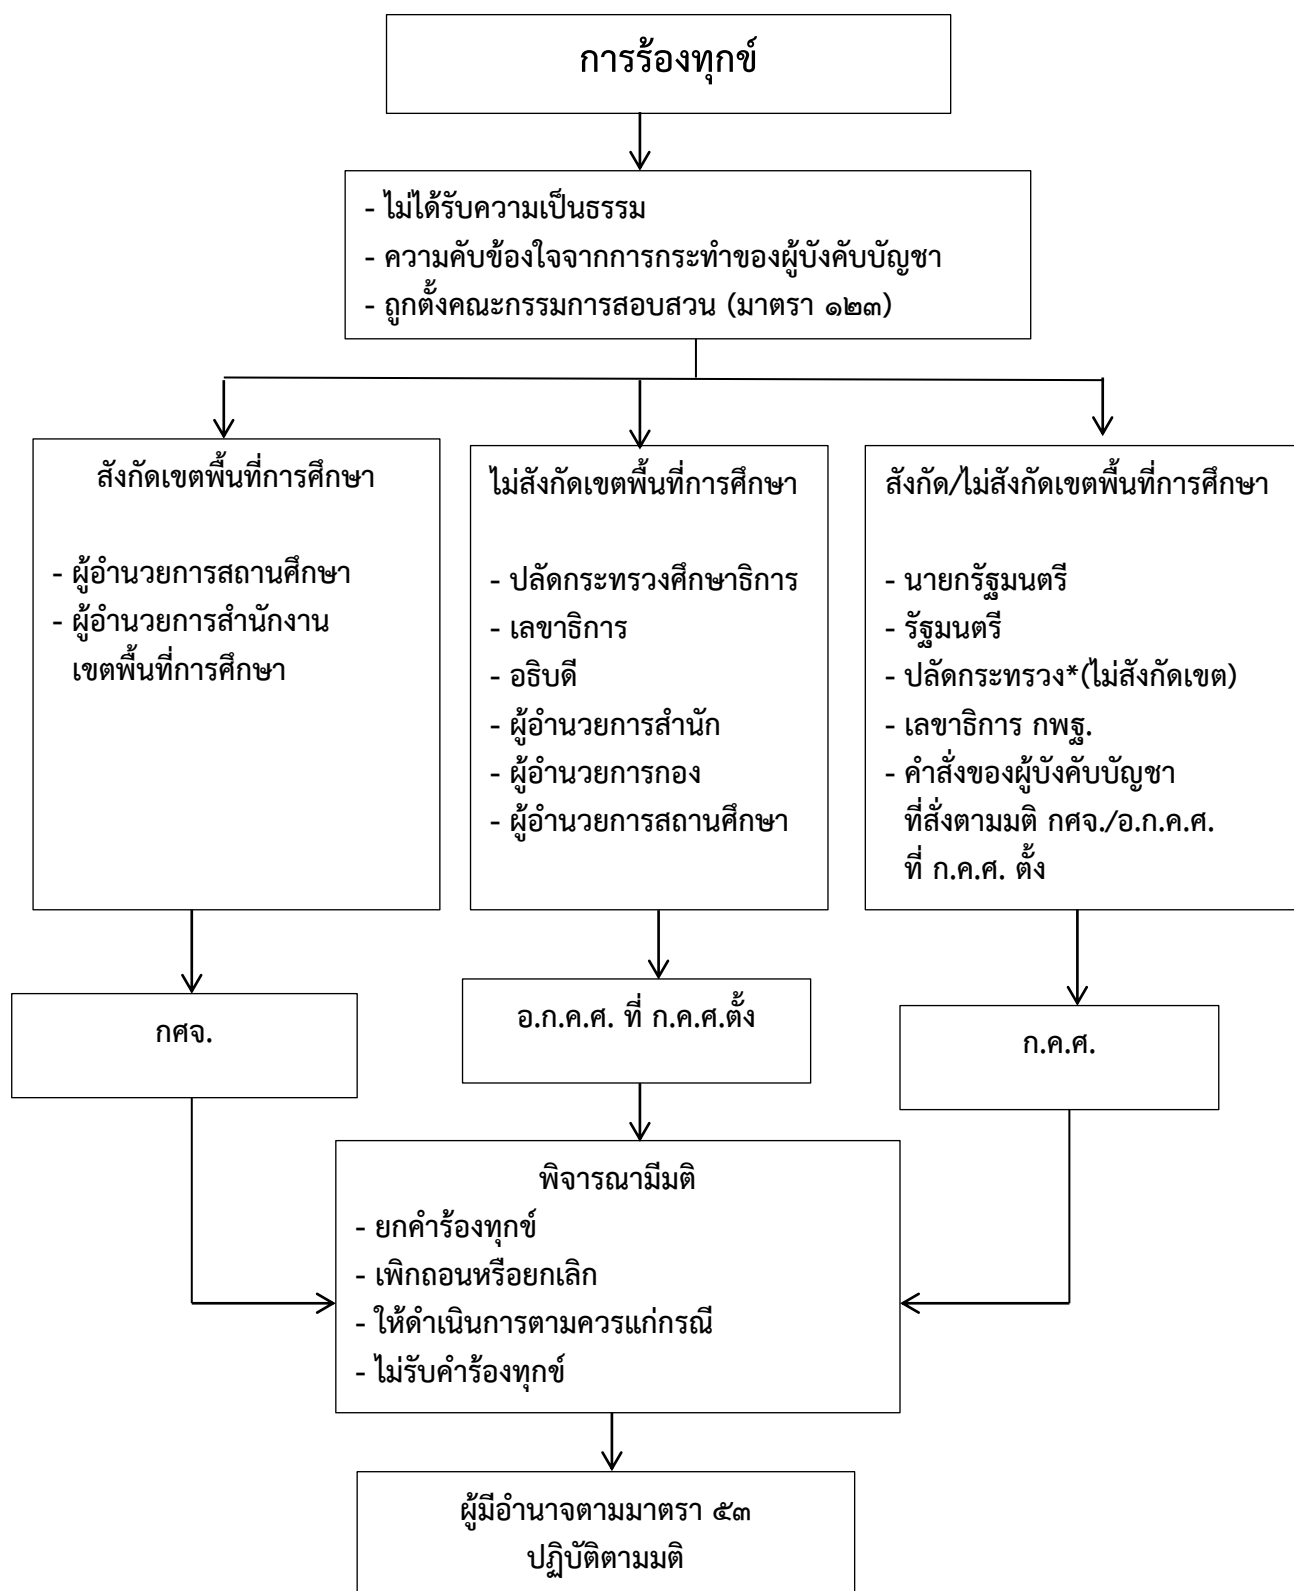 การร้องทุกข์
- ไม่ได้รับความเป็นธรรม
- ความคับข้องใจจากการกระทำของผู้บังคับบัญชา
- ถูกตั้งคณะกรรมการสอบสวน (มาตรา ๑๒๓)
สังกัดเขตพื้นที่การศึกษา
- ผู้อำนวยการสถานศึกษา
- ผู้อำนวยการสำนักงาน
เขตพื้นที่การศึกษา
ไม่สังกัดเขตพื้นที่การศึกษา
- ปลัดกระทรวงศึกษาธิการ
- เลขาธิการ
- อธิบดี
- ผู้อำนวยการสำนัก
- ผู้อำนวยการกอง
- ผู้อำนวยการสถานศึกษา
สังกัด/ไม่สังกัดเขตพื้นที่การศึกษา
- นายกรัฐมนตรี
- รัฐมนตรี
- ปลัดกระทรวง*(ไม่สังกัดเขต)
- เลขาธิการ กพฐ.
- คำสั่งของผู้บังคับบัญชา
ที่สั่งตามมติ กศจ./อ.ก.ค.ศ.
ที่ ก.ค.ศ. ตั้ง
กศจ.
อ.ก.ค.ศ. ที่ ก.ค.ศ.ตั้ง
ก.ค.ศ.
พิจารณามีมติ
- ยกคำร้องทุกข์
- เพิกถอนหรือยกเลิก
- ให้ดำเนินการตามควรแก่กรณี
- ไม่รับคำร้องทุกข์
ผู้มีอำนาจตามมาตรา ๕๓
ปฏิบัติตามมติ